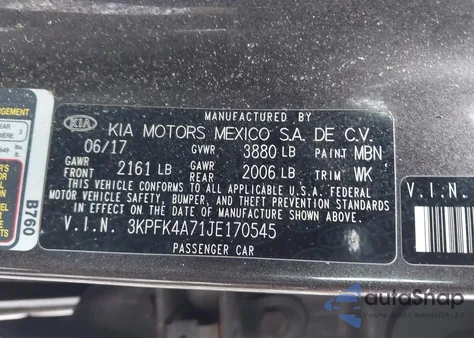 MANUFACTURED BY
KIA KIA MOTORS MEXICO S.A. DE C.V.
06/17 GVWR 3880 LB PAINT MBN
GAWR FRONT 2161 LB GAWR REAR 2006 LB TRIM WK
THIS VEHICLE CONFORMS TO ALL APPLICABLE U.S.A. FEDERAL
MOTOR VEHICLE SAFETY, BUMPER, AND THEFT PREVENTION STANDARDS
IN EFFECT ON THE DATE OF MANUFACTURE SHOWN ABOVE.
V.I.N. 3KPFK4A71JE170545
PASSENGER CAR
B760
V.I.N.
autoShap